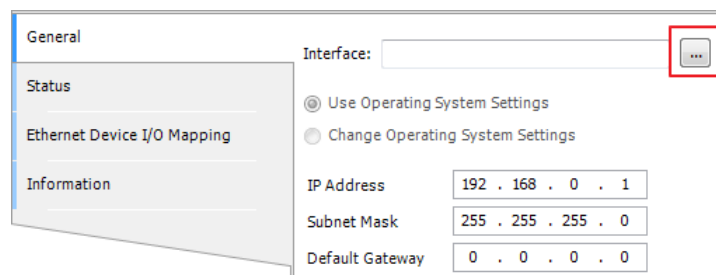 General
Status
Ethernet Device I/O Mapping
Information
Interface:
...
Use Operating System Settings
Change Operating System Settings
IP Address 192 . 168 . 0 . 1
Subnet Mask 255 . 255 . 255 . 0
Default Gateway 0 . 0 . 0 . 0